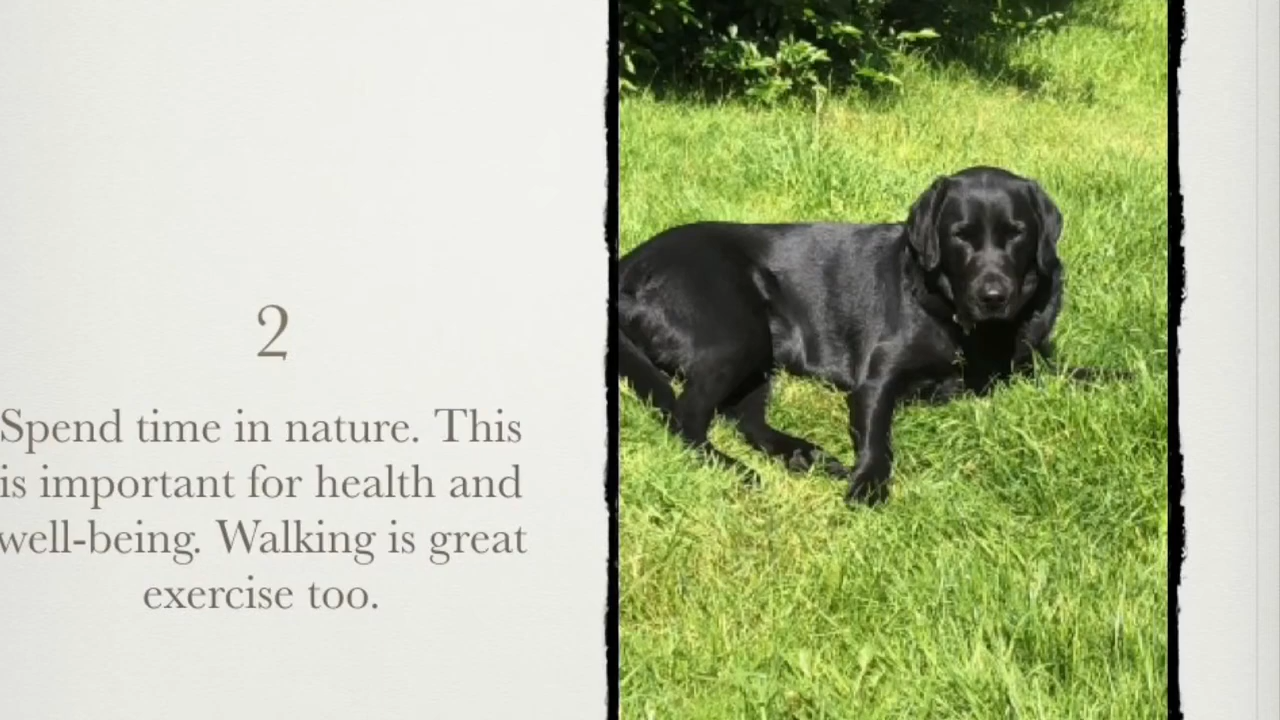 2
Spend time in nature. This
is important for health and
well-being. Walking is great
exercise too.